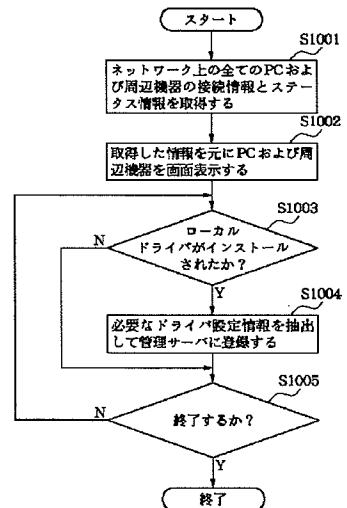 スタート
S1001
ネットワーク上の全てのPCおよ
び周辺機器の接続情報とステ
ータス情報を取得する
S1002
取得した情報を元にPCおよび周
辺機器を画面表示する
S1003
ローカル
ドライバがインストール
されたか？
N
Y
S1004
必要なドライバ設定情報を抽出
して管理サーバに登録する
S1005
終了するか？
N
Y
終了